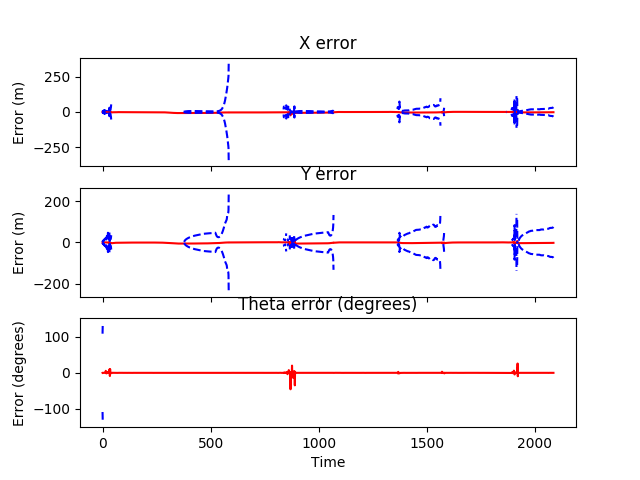 X error
Error (m)
250
0
−250
Y error
Error (m)
200
0
−200
Theta error (degrees)
Error (degrees)
100
0
−100
0
500
1000
1500
2000
Time